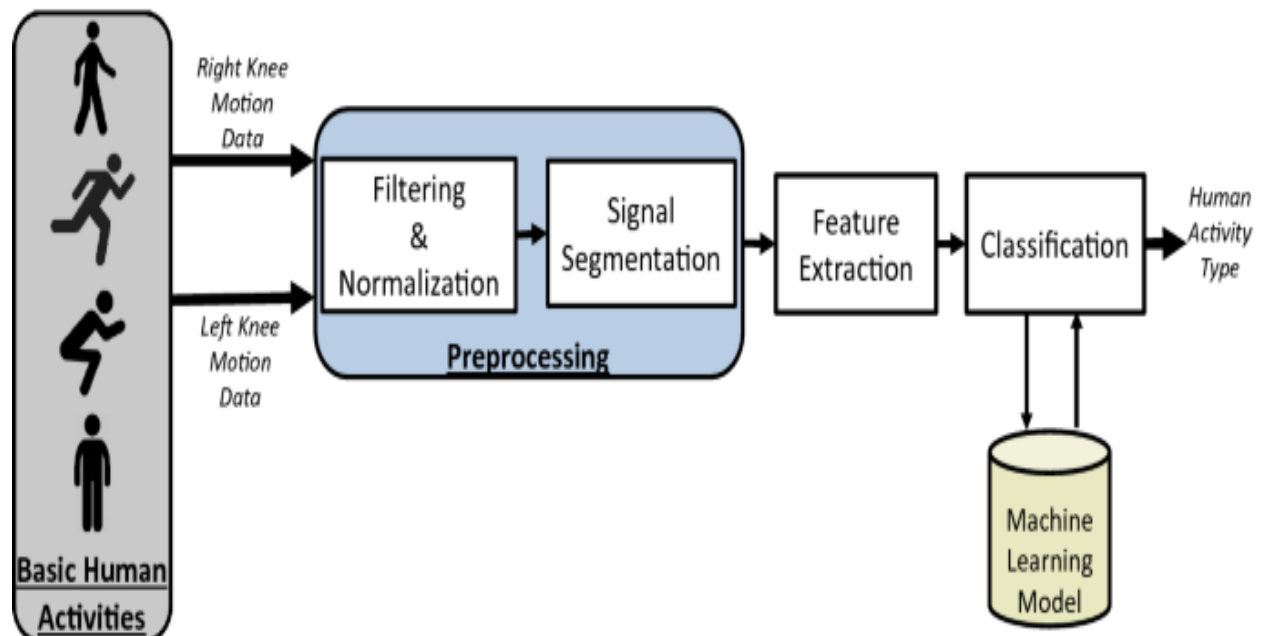 Basic Human
Activities
Right Knee
Motion
Data
Left Knee
Motion
Data
Filtering
&
Normalization
Signal
Segmentation
Preprocessing
Feature
Extraction
Classification
Human
Activity
Type
Machine
Learning
Model